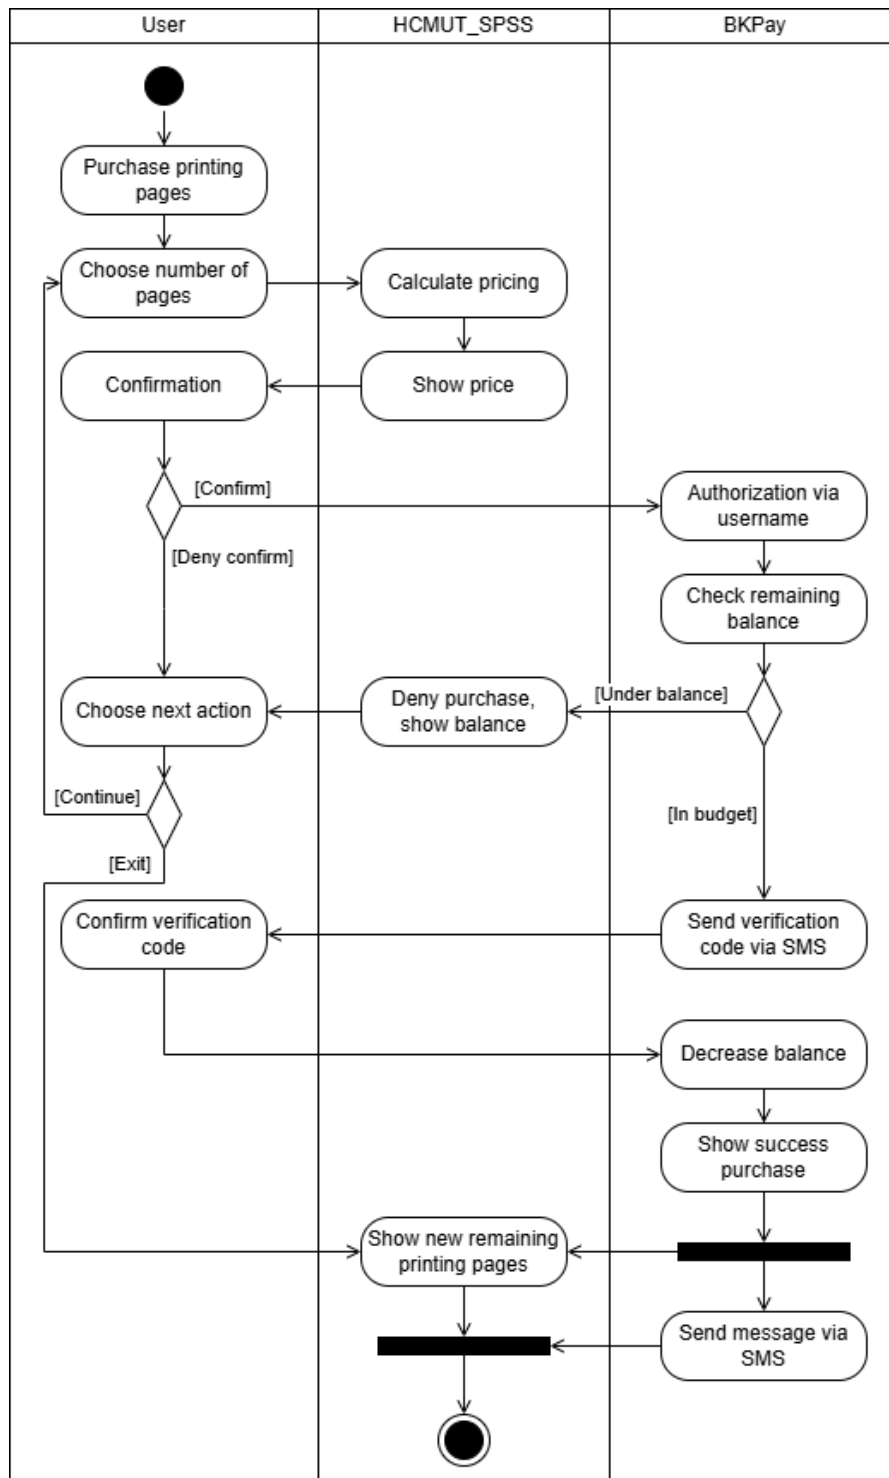 User
HCMUT_SPSS
BKPay
Purchase printing
pages
Choose number of
pages
Calculate pricing
Confirmation
Show price
[Confirm]
Authorization via
username
[Deny confirm]
Check remaining
balance
Choose next action
Deny purchase,
show balance
[Under balance]
[Continue]
[In budget]
[Exit]
Confirm verification
code
Send verification
code via SMS
Decrease balance
Show success
purchase
Show new remaining
printing pages
Send message via
SMS